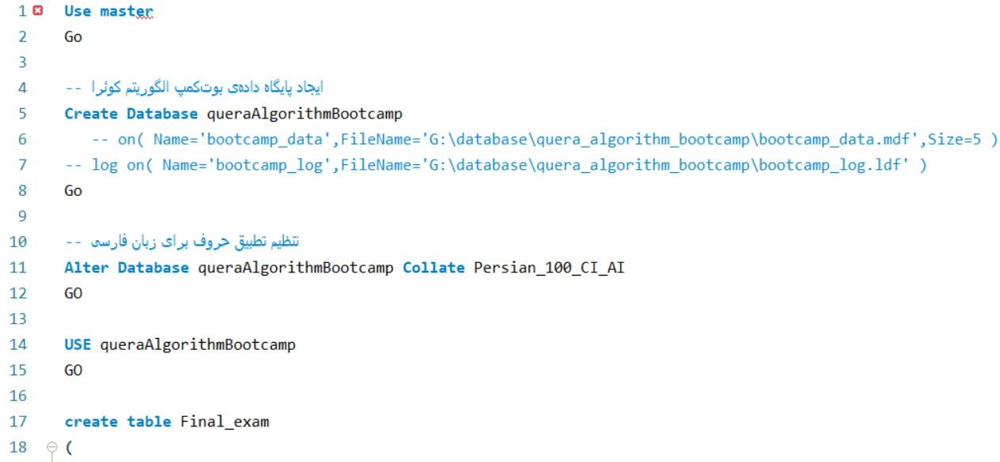 1 Use master
2 Go
3
4 -- ایجاد پایگاه داده‌ی بوت‌کمپ الگوریتم کوئرا
5 Create Database queraAlgorithmBootcamp
6 -- on( Name='bootcamp_data',FileName='G:\database\quera_algorithm_bootcamp\bootcamp_data.mdf',Size=5 )
7 -- log on( Name='bootcamp_log',FileName='G:\database\quera_algorithm_bootcamp\bootcamp_log.ldf' )
8 Go
9
10 -- تنظیم تطبیق حروف برای زبان فارسی
11 Alter Database queraAlgorithmBootcamp Collate Persian_100_CI_AI
12 GO
13
14 USE queraAlgorithmBootcamp
15 GO
16
17 create table Final_exam
18 (